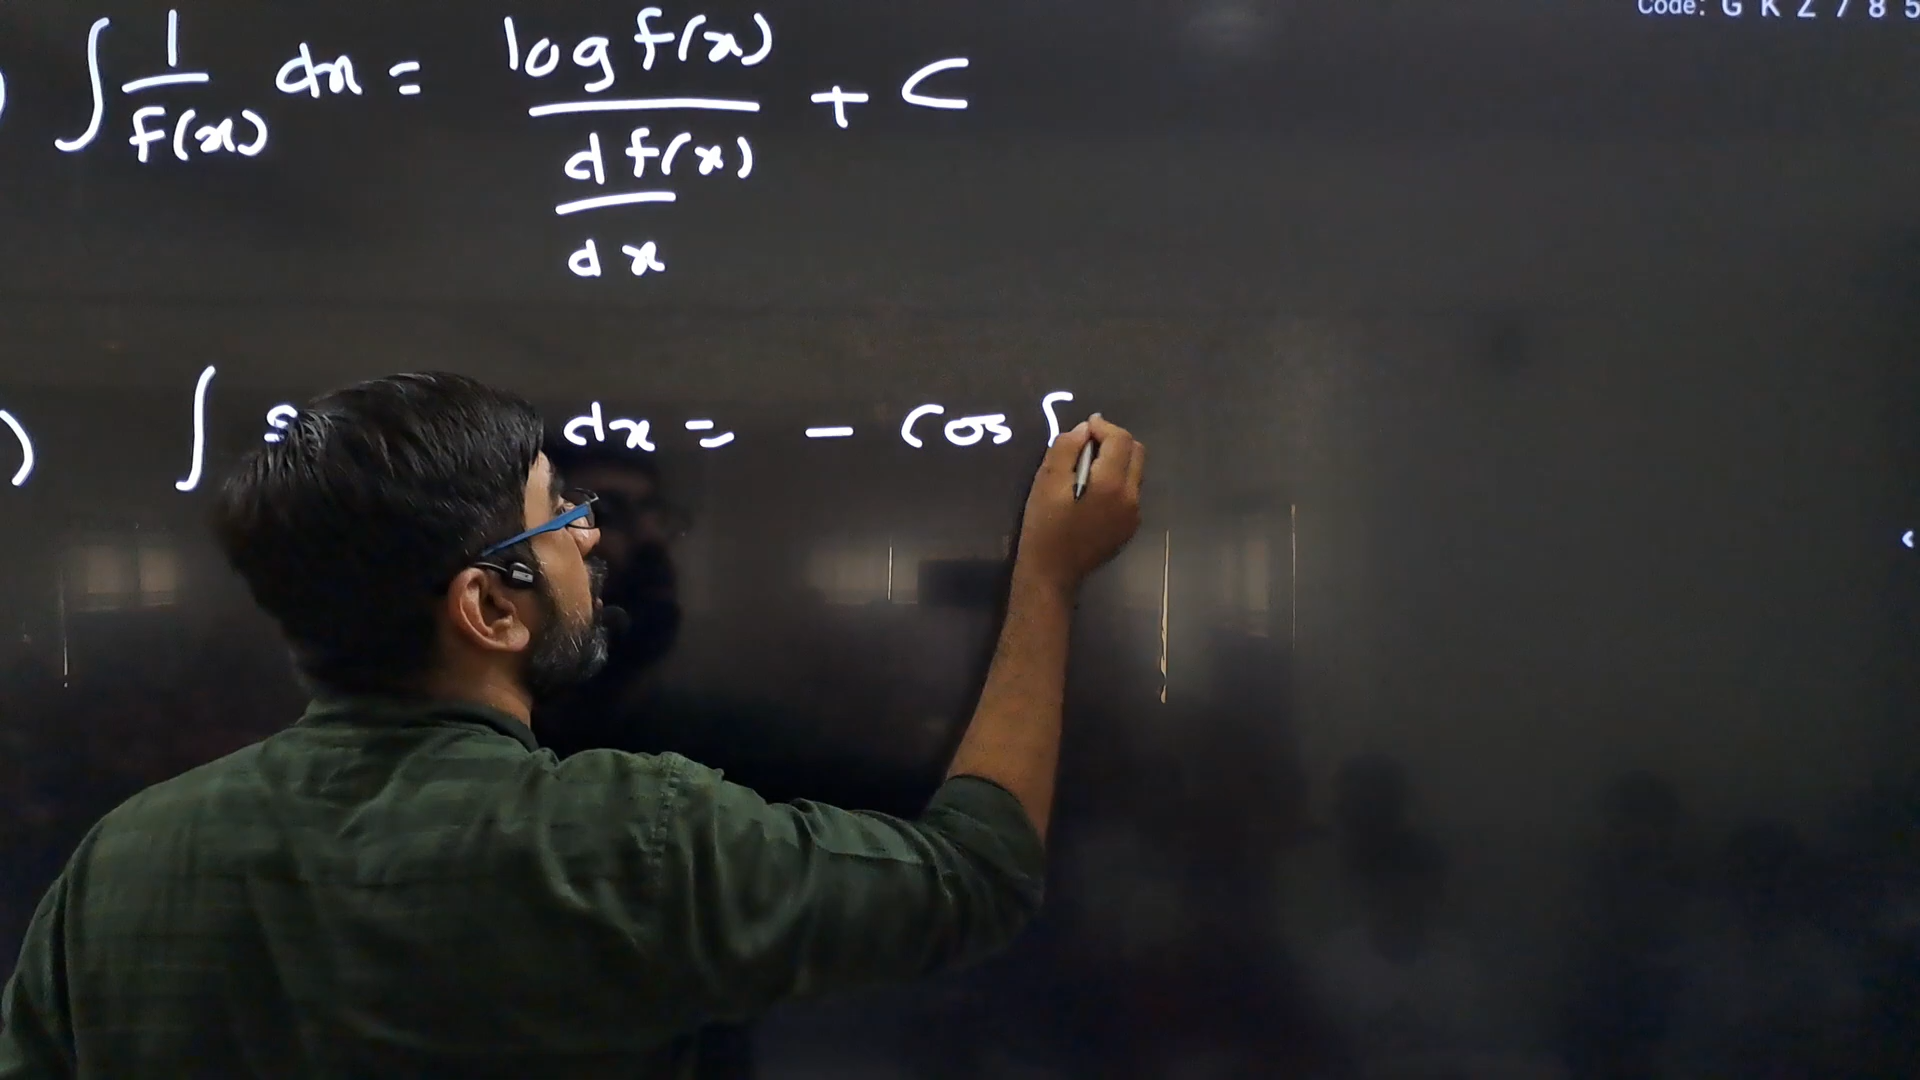 Code: G K Z 7 8 5
) ∫ 1/f(x) dx = log f(x) / (d f(x)/dx) + C
) ∫ s dx = - cos f